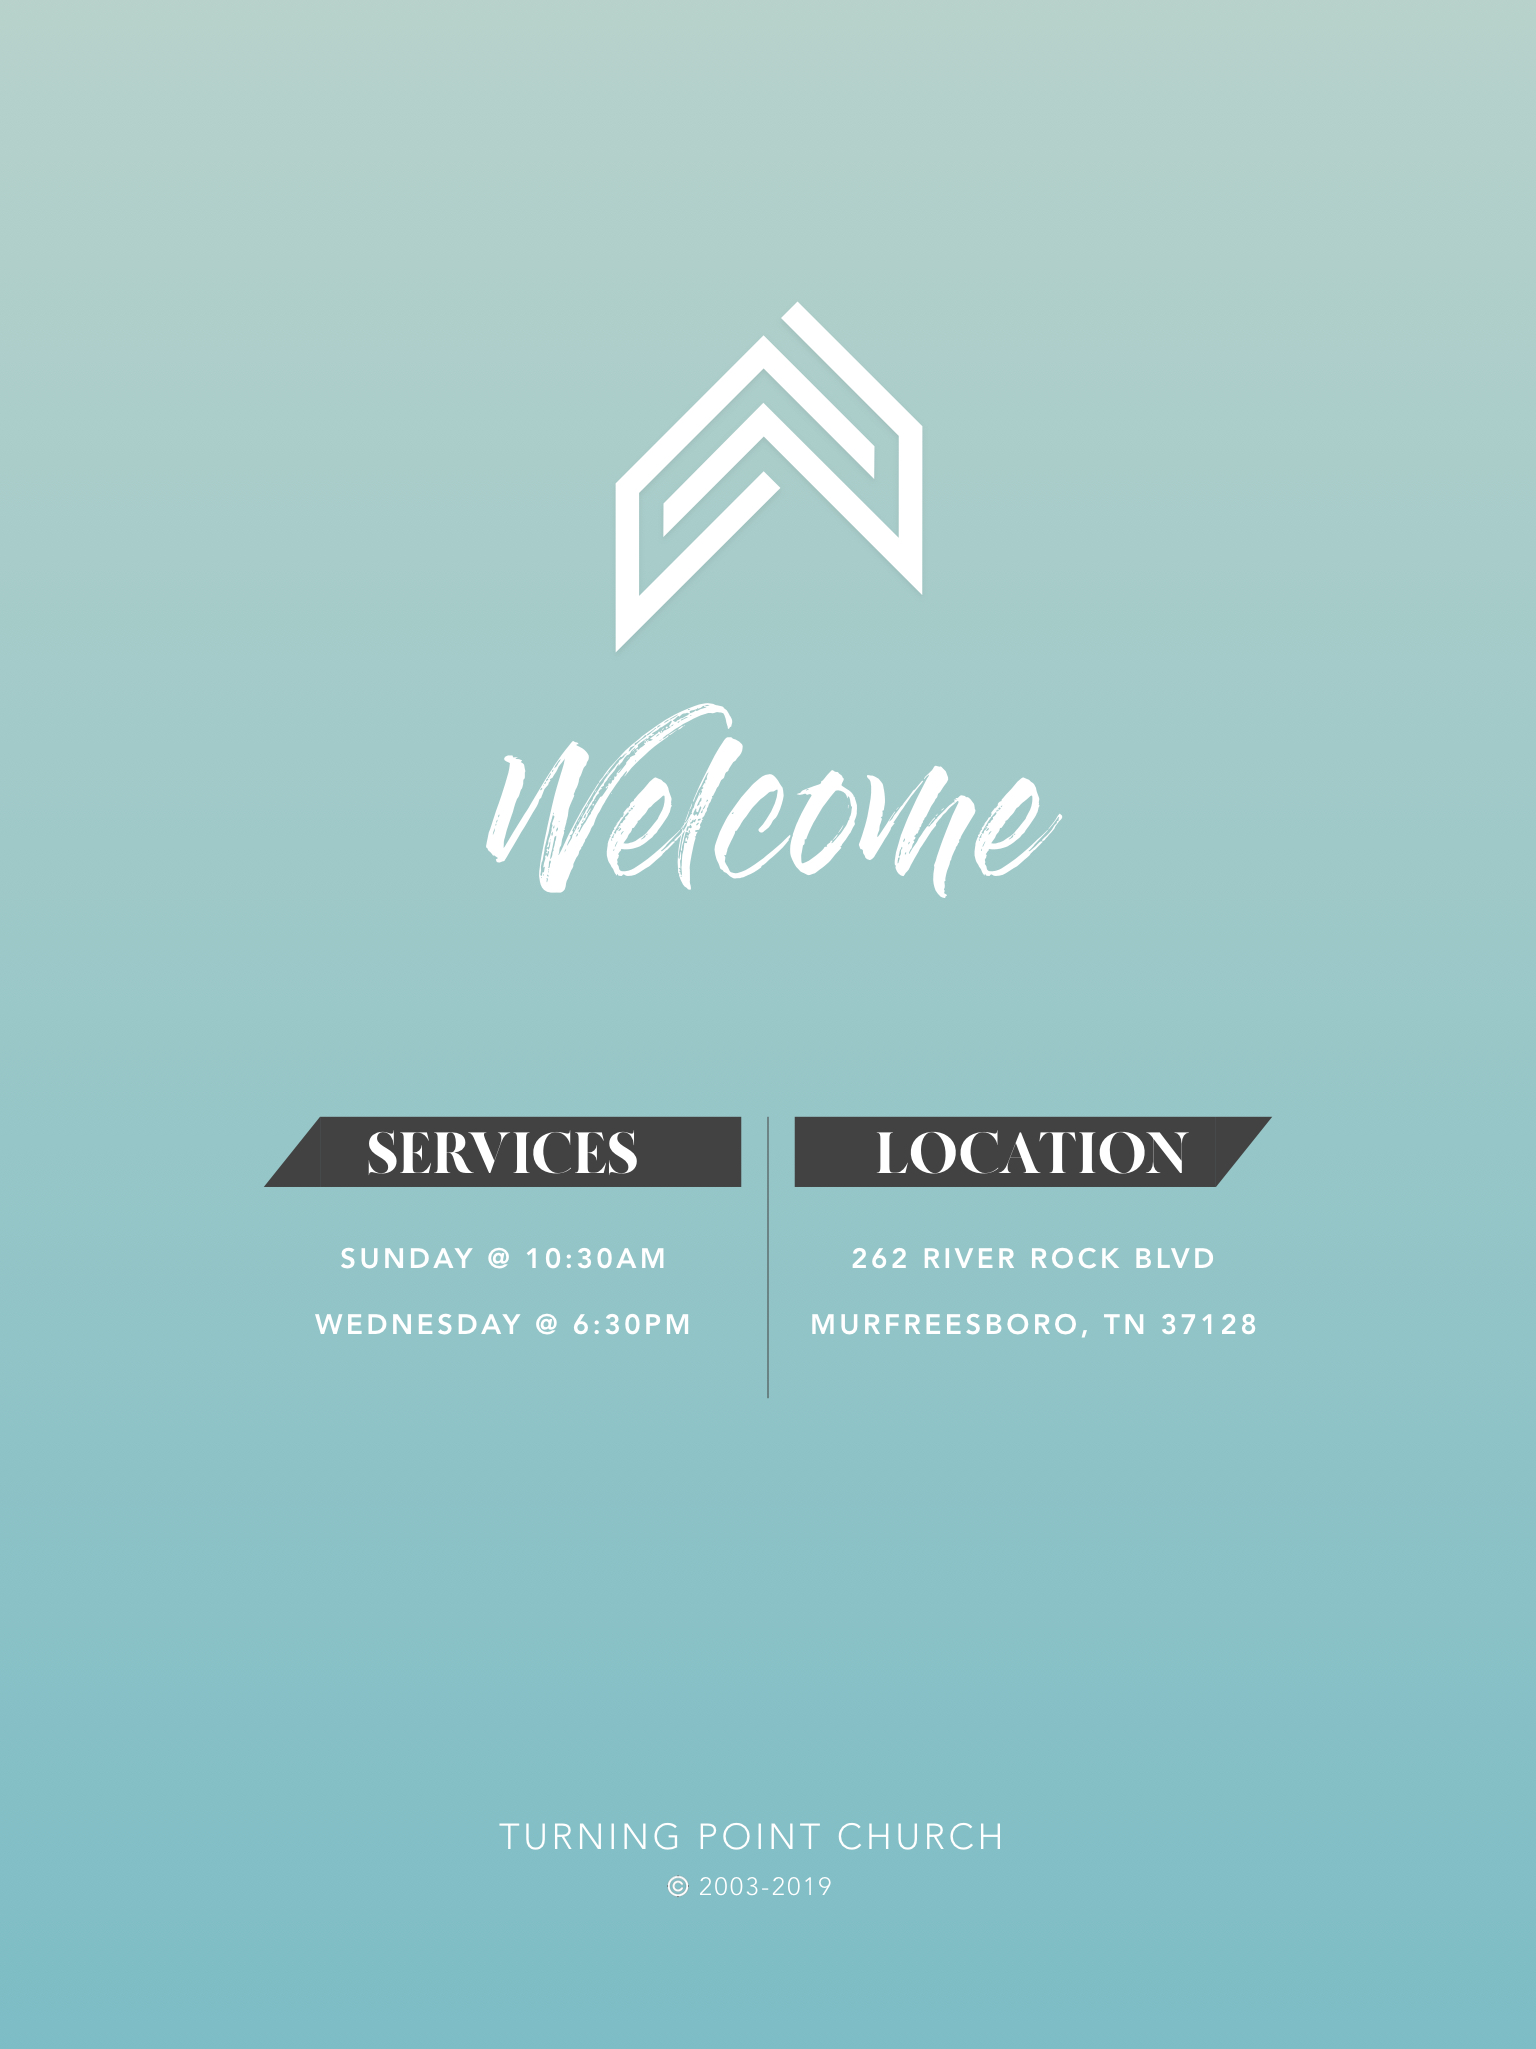 Welcome
SERVICES
SUNDAY @ 10:30AM
WEDNESDAY @ 6:30PM
LOCATION
262 RIVER ROCK BLVD
MURFREESBORO, TN 37128
TURNING POINT CHURCH
© 2003-2019